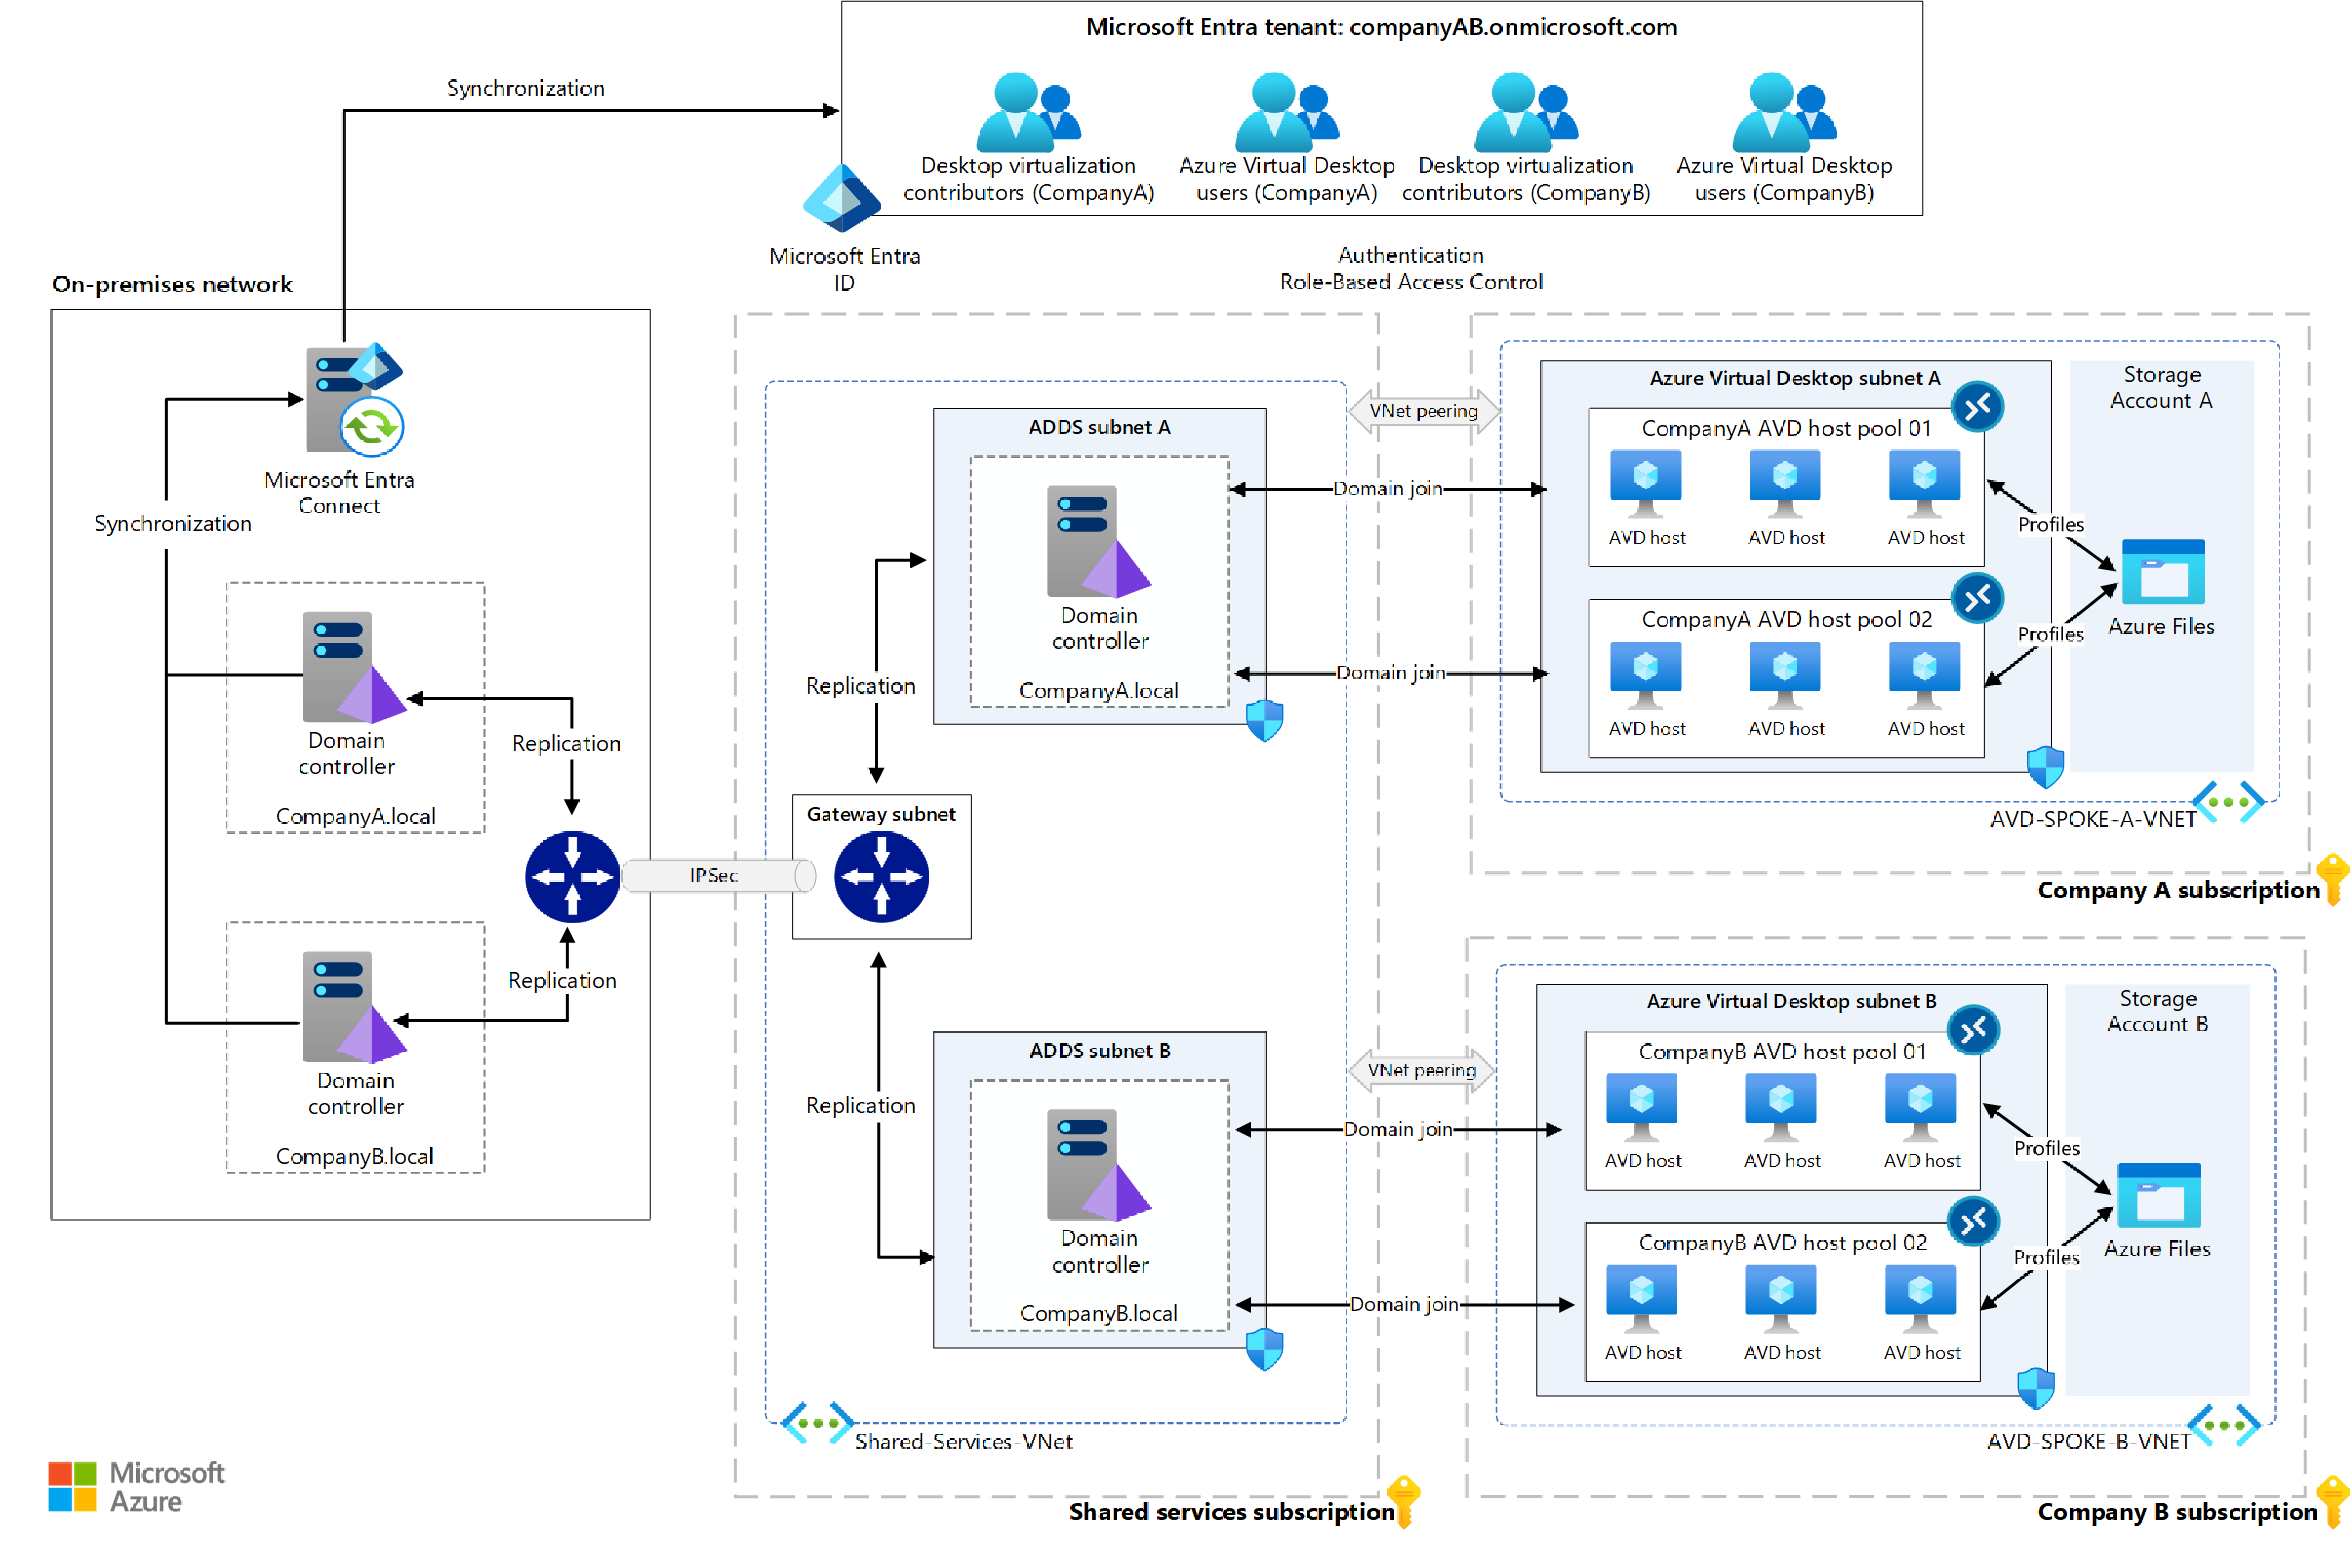 Microsoft Entra tenant: companyAB.onmicrosoft.com
Synchronization
Desktop virtualization
contributors (CompanyA)
Azure Virtual Desktop
users (CompanyA)
Desktop virtualization
contributors (CompanyB)
Azure Virtual Desktop
users (CompanyB)
Microsoft Entra
ID
Authentication
Role-Based Access Control
On-premises network
Microsoft Entra
Connect
Synchronization
Domain
controller
CompanyA.local
Replication
Domain
controller
CompanyB.local
Replication
IPSec
ADDS subnet A
Domain
controller
CompanyA.local
Replication
Gateway subnet
Replication
ADDS subnet B
Domain
controller
CompanyB.local
Shared-Services-VNet
Shared services subscription
VNet peering
Domain join
Domain join
Azure Virtual Desktop subnet A
CompanyA AVD host pool 01
AVD host
AVD host
AVD host
CompanyA AVD host pool 02
AVD host
AVD host
AVD host
Storage
Account A
Profiles
Profiles
Azure Files
AVD-SPOKE-A-VNET
Company A subscription
VNet peering
Domain join
Domain join
Azure Virtual Desktop subnet B
CompanyB AVD host pool 01
AVD host
AVD host
AVD host
CompanyB AVD host pool 02
AVD host
AVD host
AVD host
Storage
Account B
Profiles
Profiles
Azure Files
AVD-SPOKE-B-VNET
Company B subscription
Microsoft
Azure